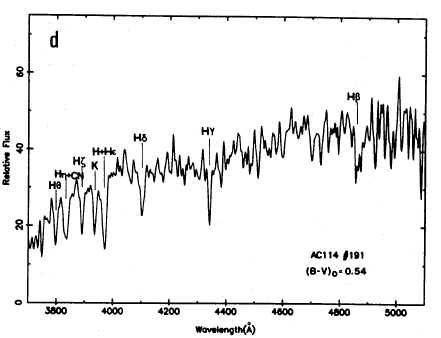 d
60
40
20
0
Relative Flux
Hθ
Hη+CN
Hζ
K
H+Hε
Hδ
Hγ
Hβ
AC114 #191
(B-V)₀=0.54
3800 4000 4200 4400 4600 4800 5000
Wavelength(Å)